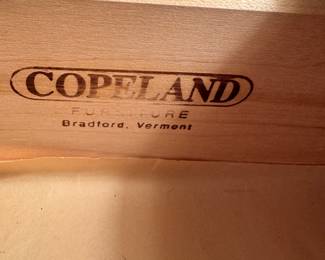 COPELAND
FURNITURE
Bradford, Vermont